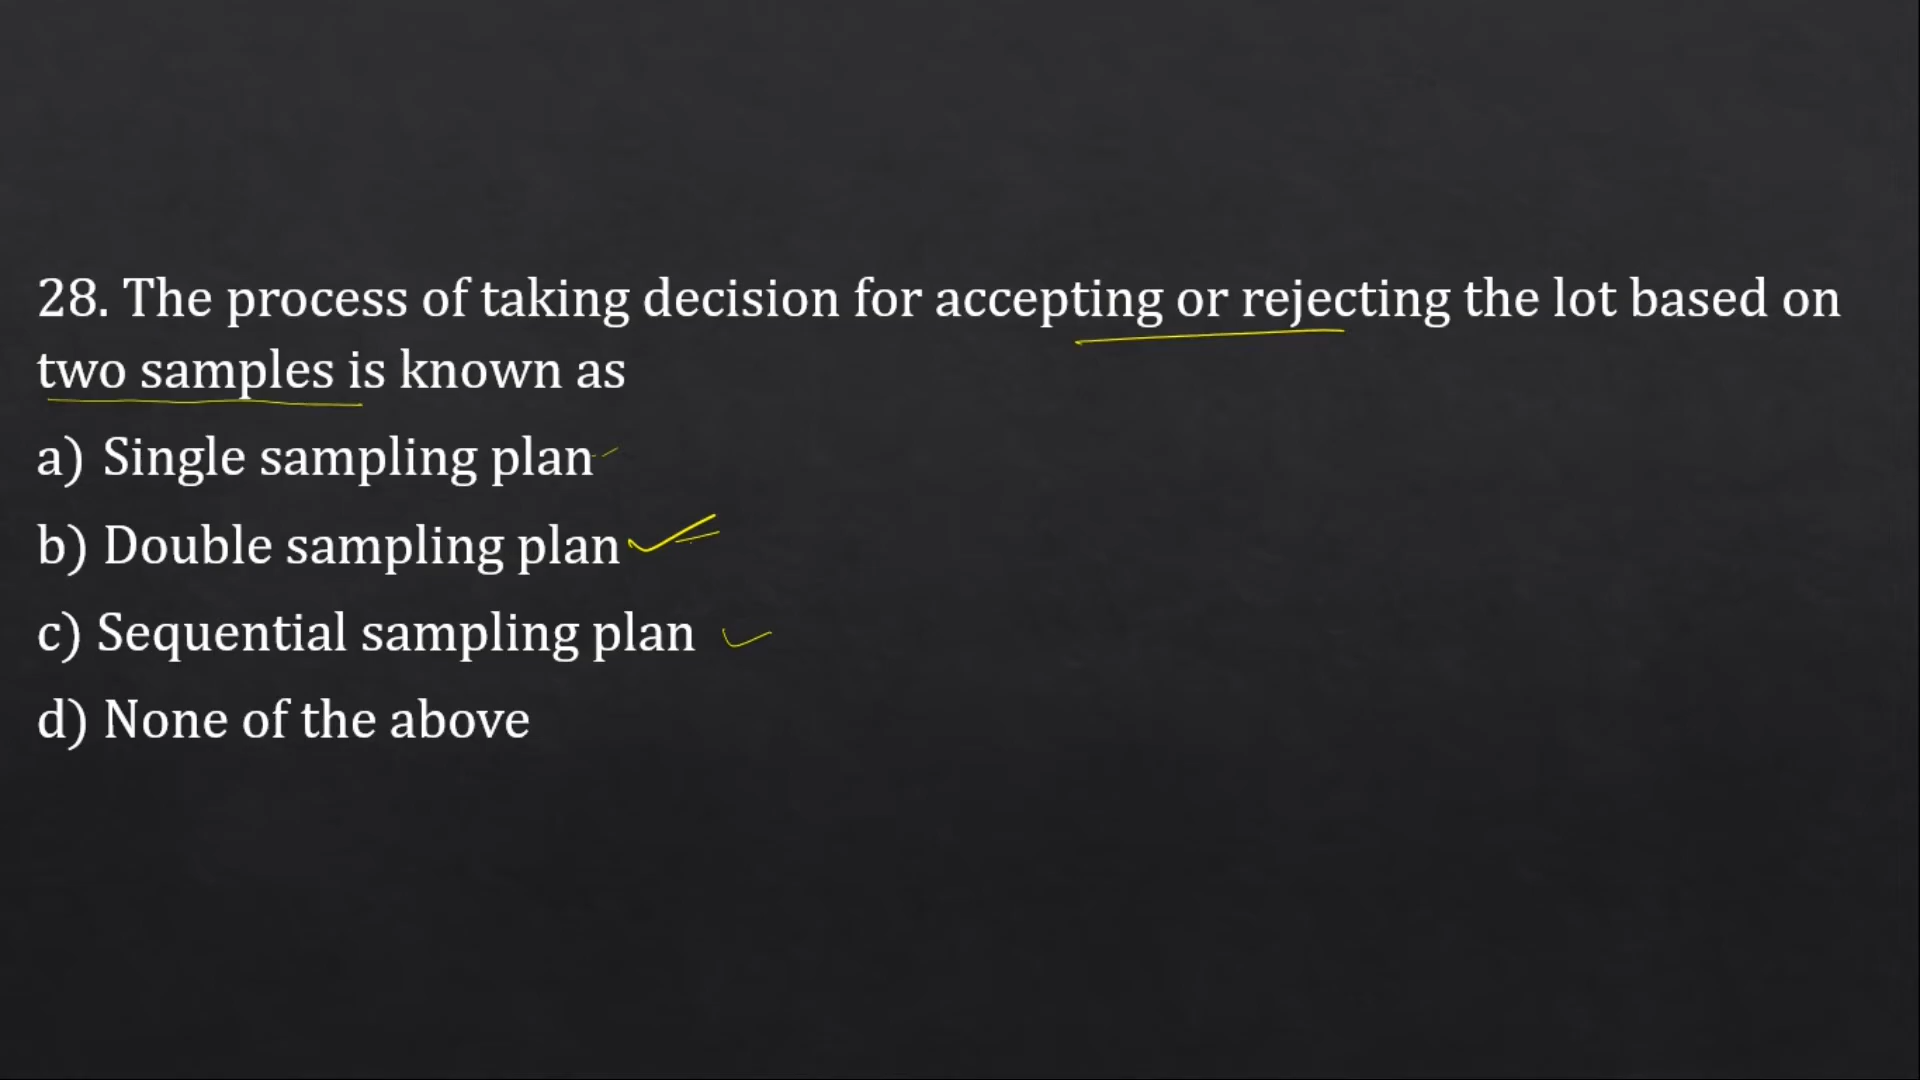 28. The process of taking decision for accepting or rejecting the lot based on
two samples is known as
a) Single sampling plan
b) Double sampling plan
c) Sequential sampling plan
d) None of the above